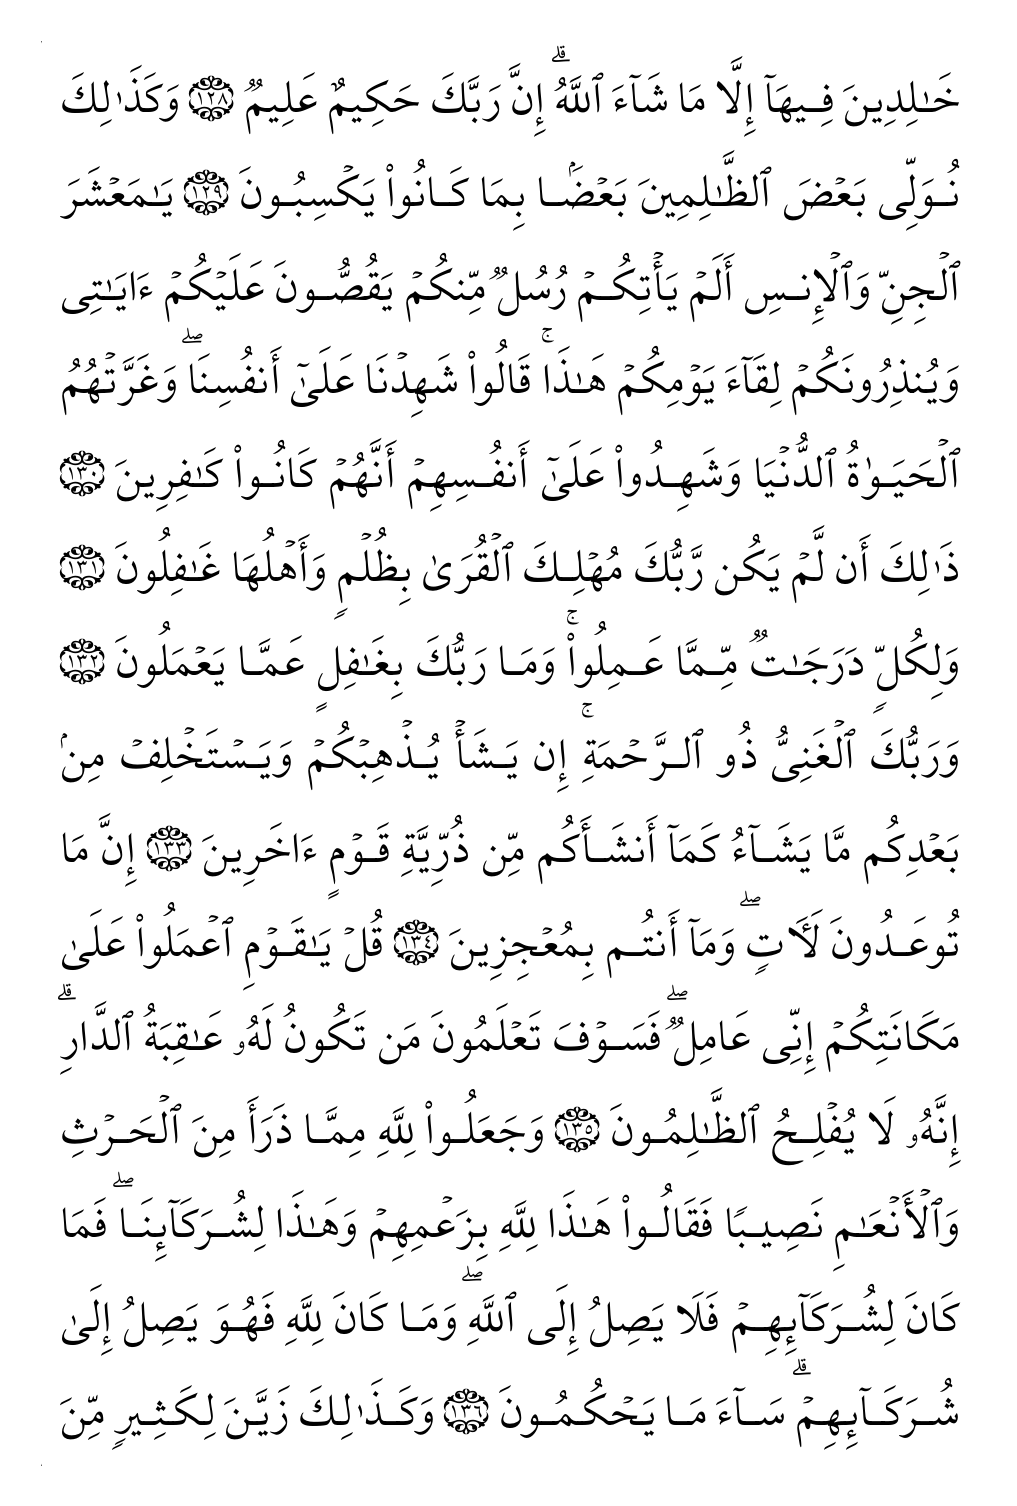 خَـٰلِدِينَ فِيهَآ إِلَّا مَا شَآءَ ٱللَّهُ ۗ إِنَّ رَبَّكَ حَكِيمٌ عَلِيمٌ ١٢٨ وَكَذَٰلِكَ
نُوَلِّى بَعْضَ ٱلظَّـٰلِمِينَ بَعْضًۢا بِمَا كَانُوا۟ يَكْسِبُونَ ١٢٩ يَـٰمَعْشَرَ
ٱلْجِنِّ وَٱلْإِنسِ أَلَمْ يَأْتِكُمْ رُسُلٌ مِّنكُمْ يَقُصُّونَ عَلَيْكُمْ ءَايَـٰتِى
وَيُنذِرُونَكُمْ لِقَآءَ يَوْمِكُمْ هَـٰذَا ۚ قَالُوا۟ شَهِدْنَا عَلَىٰٓ أَنفُسِنَا ۖ وَغَرَّتْهُمُ
ٱلْحَيَوٰةُ ٱلدُّنْيَا وَشَهِدُوا۟ عَلَىٰٓ أَنفُسِهِمْ أَنَّهُمْ كَانُوا۟ كَـٰفِرِينَ ١٣٠
ذَٰلِكَ أَن لَّمْ يَكُن رَّبُّكَ مُهْلِكَ ٱلْقُرَىٰ بِظُلْمٍ وَأَهْلُهَا غَـٰفِلُونَ ١٣١
وَلِكُلٍّ دَرَجَـٰتٌ مِّمَّا عَمِلُوا۟ ۚ وَمَا رَبُّكَ بِغَـٰفِلٍ عَمَّا يَعْمَلُونَ ١٣٢
وَرَبُّكَ ٱلْغَنِىُّ ذُو ٱلرَّحْمَةِ ۚ إِن يَشَأْ يُذْهِبْكُمْ وَيَسْتَخْلِفْ مِنۢ
بَعْدِكُم مَّا يَشَآءُ كَمَآ أَنشَأَكُم مِّن ذُرِّيَّةِ قَوْمٍ ءَاخَرِينَ ١٣٣ إِنَّ مَا
تُوعَدُونَ لَـَٔاتٍ ۖ وَمَآ أَنتُم بِمُعْجِزِينَ ١٣٤ قُلْ يَـٰقَوْمِ ٱعْمَلُوا۟ عَلَىٰ
مَكَانَتِكُمْ إِنِّى عَامِلٌ ۖ فَسَوْفَ تَعْلَمُونَ مَن تَكُونُ لَهُۥ عَـٰقِبَةُ ٱلدَّارِ ۗ
إِنَّهُۥ لَا يُفْلِحُ ٱلظَّـٰلِمُونَ ١٣٥ وَجَعَلُوا۟ لِلَّهِ مِمَّا ذَرَأَ مِنَ ٱلْحَرْثِ
وَٱلْأَنْعَـٰمِ نَصِيبًا فَقَالُوا۟ هَـٰذَا لِلَّهِ بِزَعْمِهِمْ وَهَـٰذَا لِشُرَكَآئِنَا ۖ فَمَا
كَانَ لِشُرَكَآئِهِمْ فَلَا يَصِلُ إِلَى ٱللَّهِ ۖ وَمَا كَانَ لِلَّهِ فَهُوَ يَصِلُ إِلَىٰ
شُرَكَآئِهِمْ ۗ سَآءَ مَا يَحْكُمُونَ ١٣٦ وَكَذَٰلِكَ زَيَّنَ لِكَثِيرٍ مِّنَ